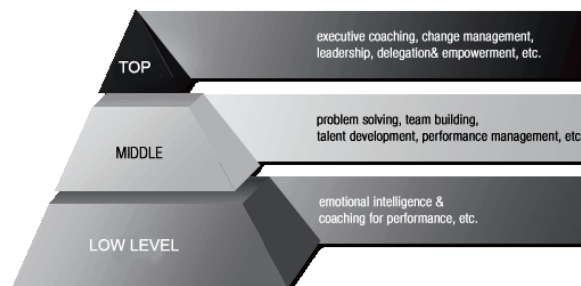 TOP
executive coaching, change management,
leadership, delegation& empowerment, etc.
MIDDLE
problem solving, team building,
talent development, performance management, etc
LOW LEVEL
emotional intelligence &
coaching for performance, etc.